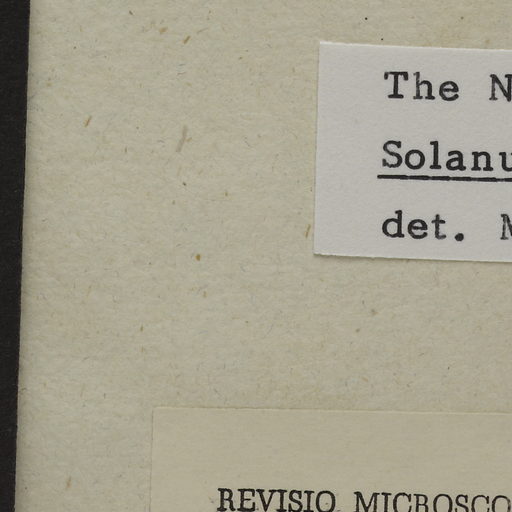 The N
Solanu
det. M
REVISIO MICROSCO